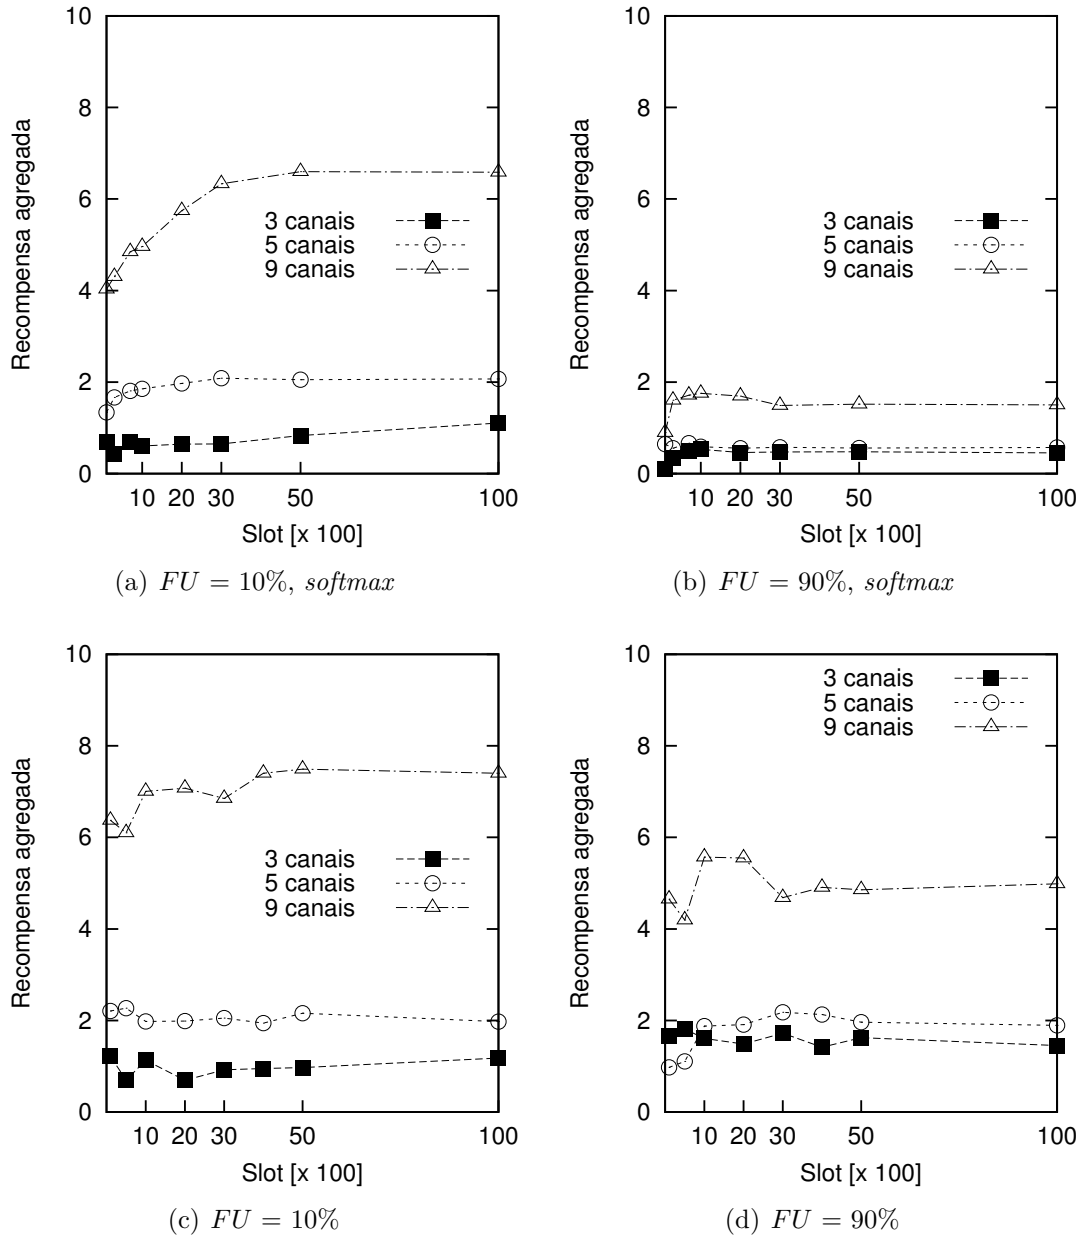 10
8
6
4
2
0
Recompensa agregada
3 canais
5 canais
9 canais
10 20 30 50 100
Slot [x 100]
(a) FU = 10%, softmax
10
8
6
4
2
0
Recompensa agregada
3 canais
5 canais
9 canais
10 20 30 50 100
Slot [x 100]
(b) FU = 90%, softmax
10
8
6
4
2
0
Recompensa agregada
3 canais
5 canais
9 canais
10 20 30 50 100
Slot [x 100]
(c) FU = 10%
10
8
6
4
2
0
Recompensa agregada
3 canais
5 canais
9 canais
10 20 30 50 100
Slot [x 100]
(d) FU = 90%